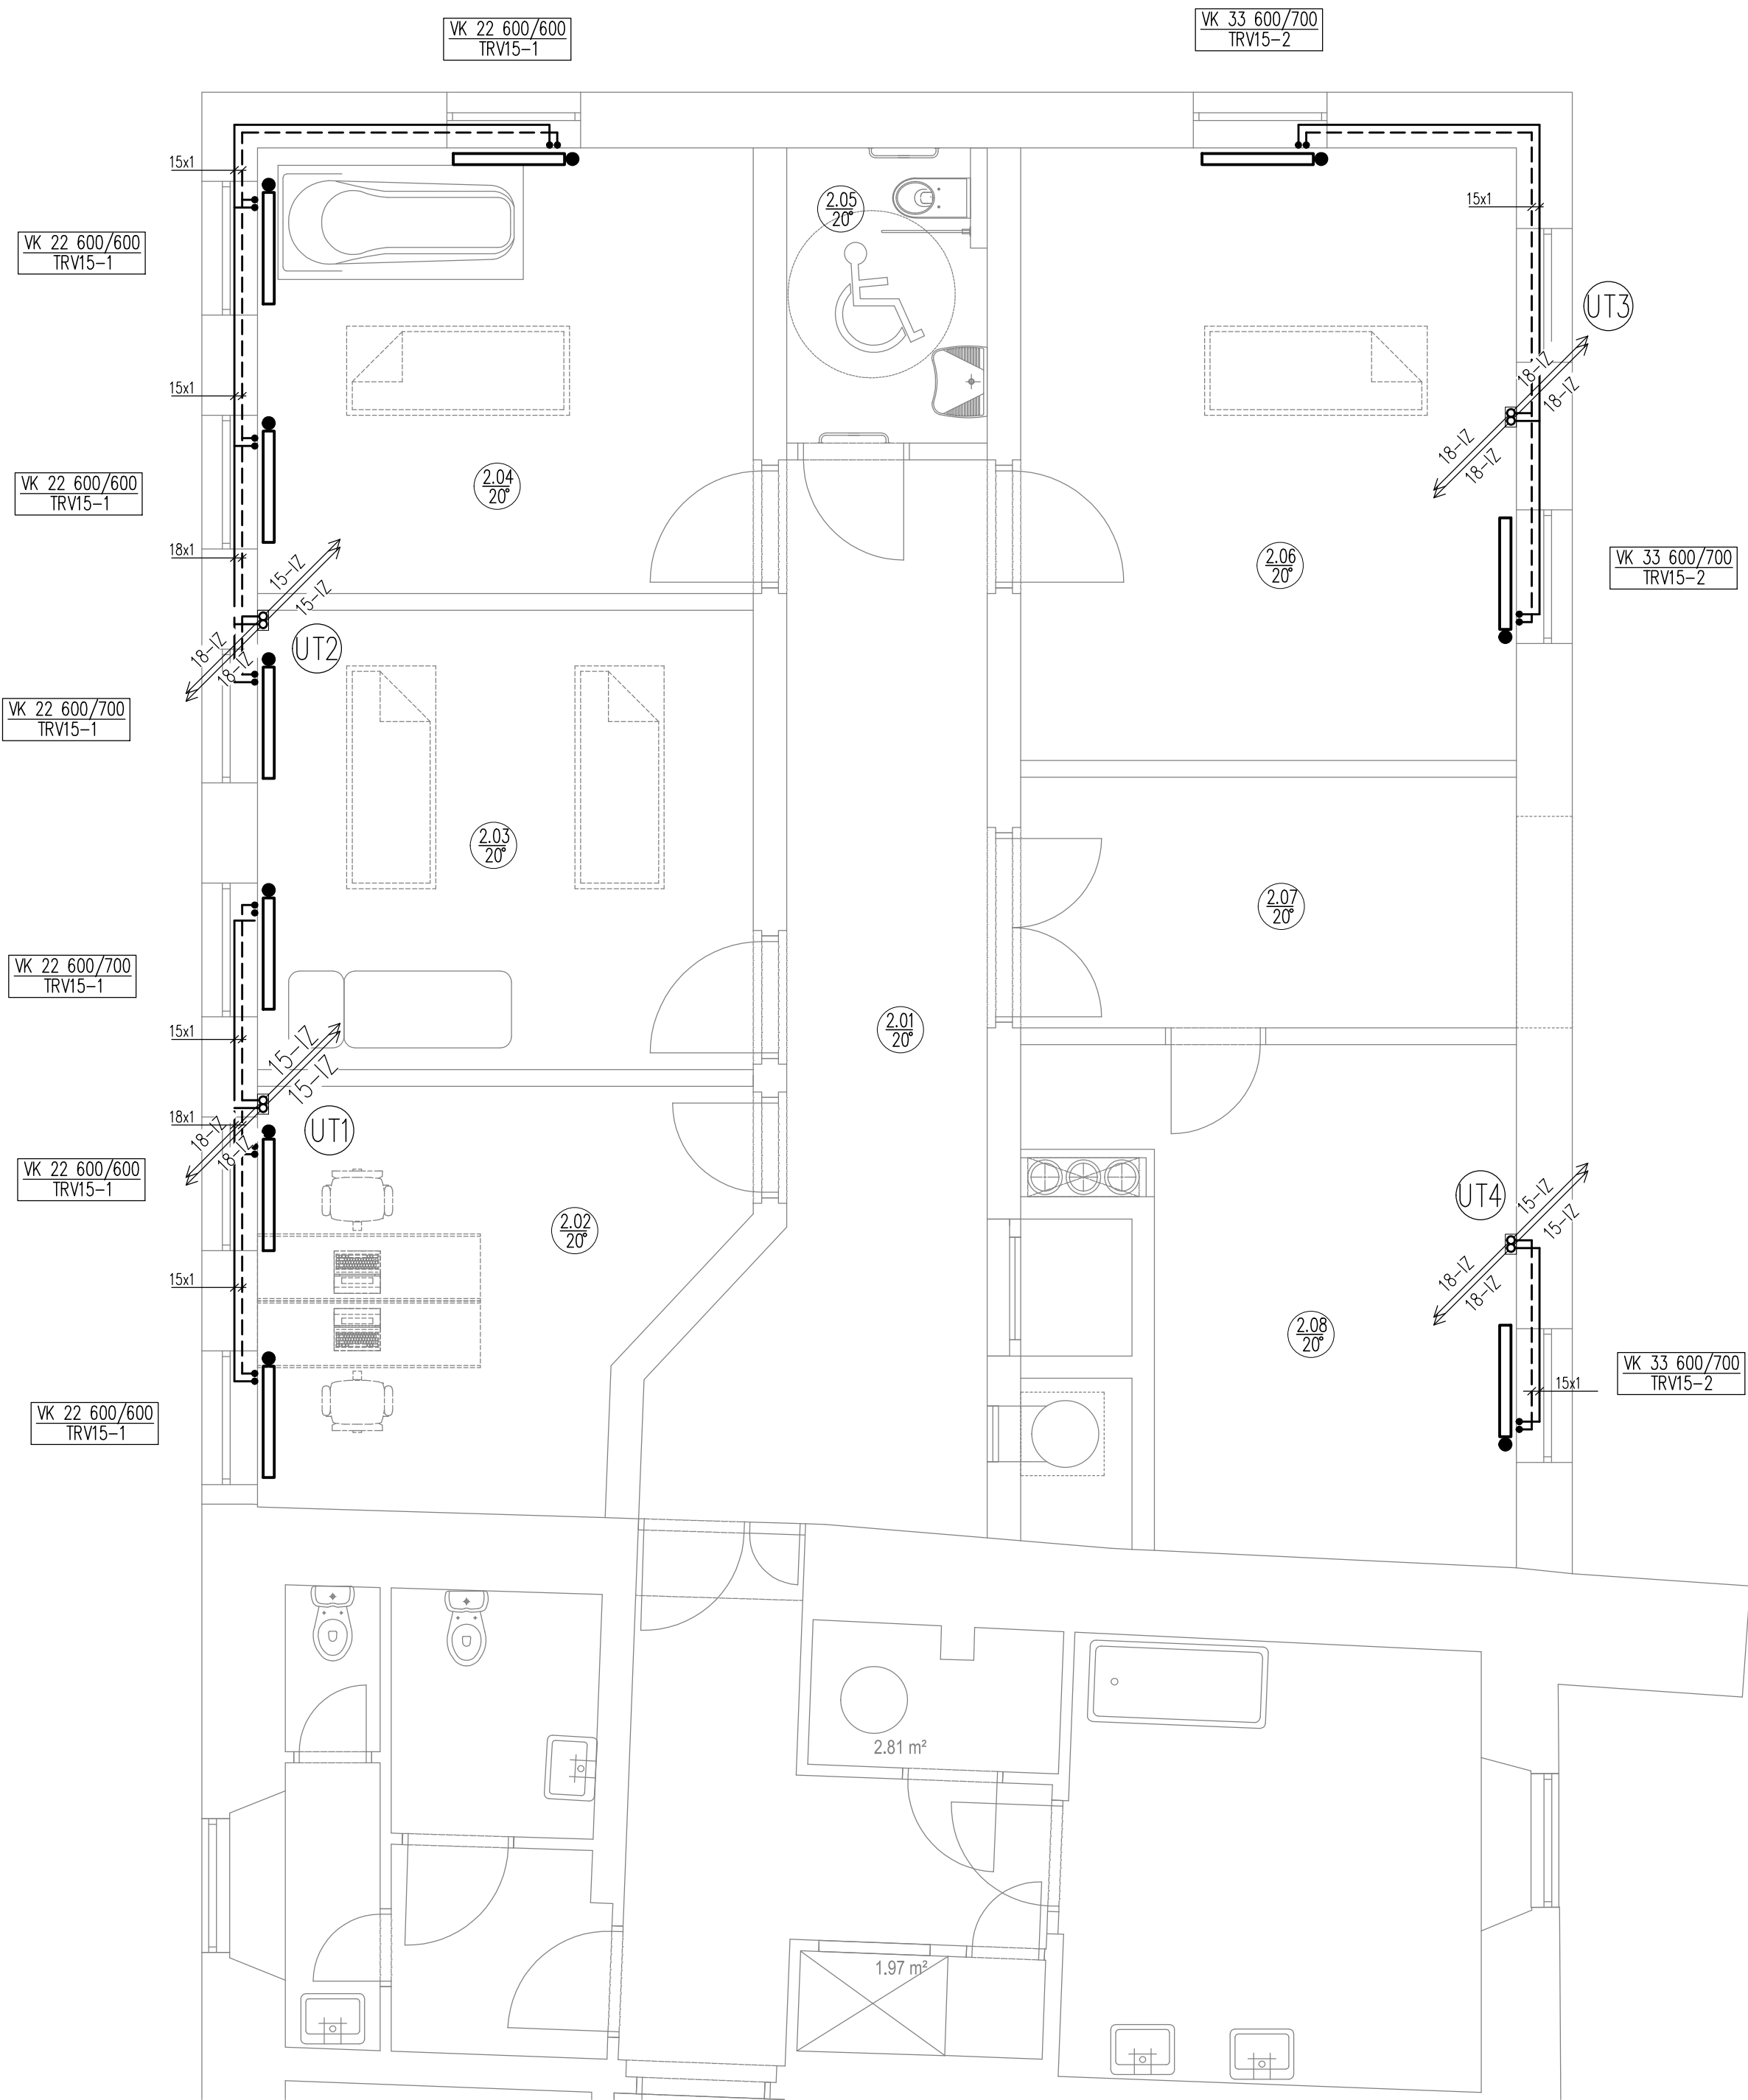 VK 22 600/600
TRV15-1
VK 33 600/700
TRV15-2
15x1
15x1
2.05
20°
VK 22 600/600
TRV15-1
UT3
18-IZ
18-IZ
15x1
18-IZ
18-IZ
VK 22 600/600
TRV15-1
2.04
20°
18x1
15-IZ
15-IZ
2.06
20°
VK 33 600/700
TRV15-2
18-IZ
18-IZ
UT2
VK 22 600/700
TRV15-1
2.03
20°
2.07
20°
VK 22 600/700
TRV15-1
15x1
15-IZ
15-IZ
2.01
20°
18x1
18-IZ
18-IZ
UT1
VK 22 600/600
TRV15-1
UT4
15-IZ
15-IZ
2.02
20°
15x1
18-IZ
18-IZ
2.08
20°
VK 33 600/700
TRV15-2
15x1
VK 22 600/600
TRV15-1
2.81 m²
1.97 m²